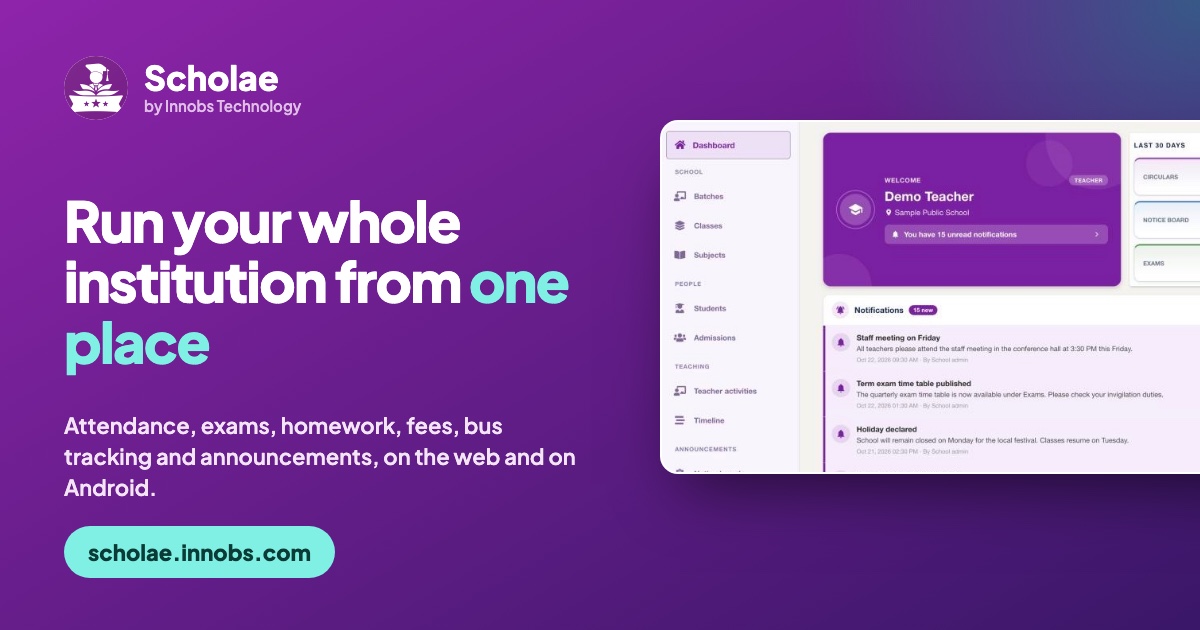 Scholae
by Innobs Technology
Run your whole
institution from one
place
Attendance, exams, homework, fees, bus
tracking and announcements, on the web and on
Android.
scholae.innobs.com
Dashboard
SCHOOL
Batches
Classes
Subjects
PEOPLE
Students
Admissions
TEACHING
Teacher activities
Timeline
ANNOUNCEMENTS
WELCOME
TEACHER
Demo Teacher
Sample Public School
You have 15 unread notifications
LAST 30 DAYS
CIRCULARS
NOTICE BOARD
EXAMS
Notifications 15 new
Staff meeting on Friday
All teachers please attend the staff meeting in the conference hall at 3:30 PM this Friday.
Oct 22, 2026 09:30 AM · By School admin
Term exam time table published
The quarterly exam time table is now available under Exams. Please check your invigilation duties.
Oct 22, 2026 01:30 AM · By School admin
Holiday declared
School will remain closed on Monday for the local festival. Classes resume on Tuesday.
Oct 21, 2026 02:33 PM · By School admin